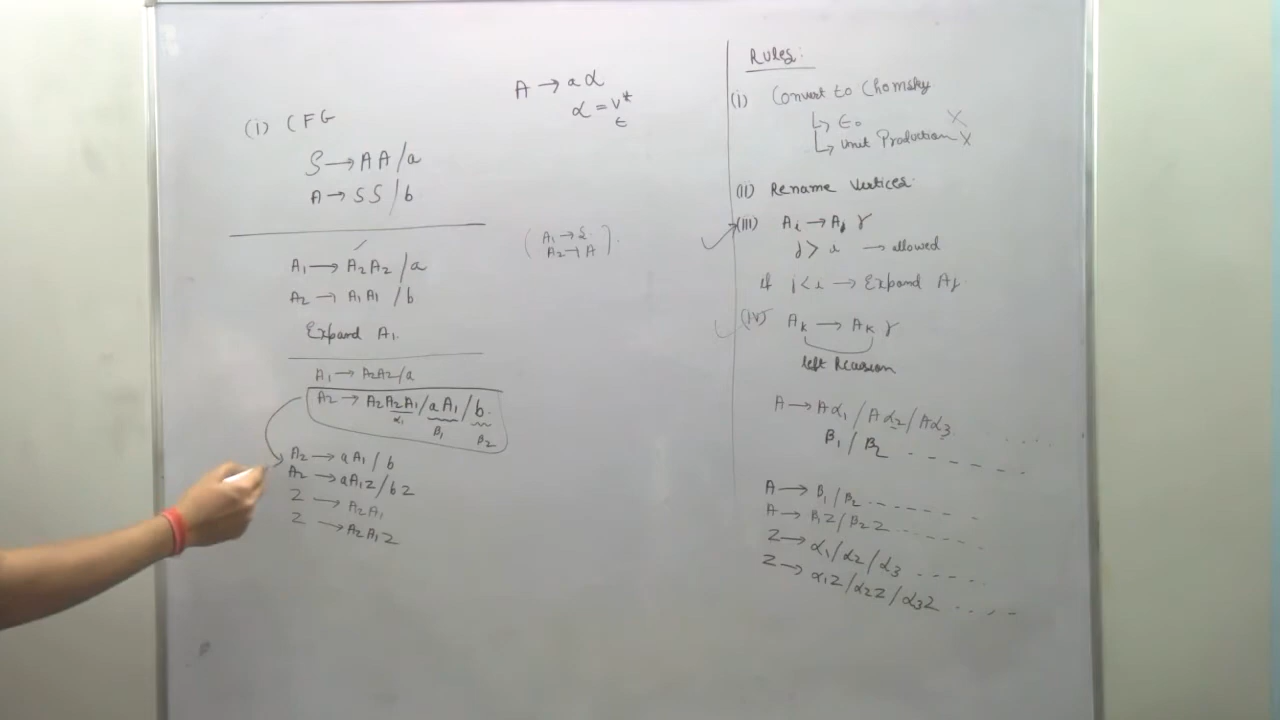 (i) CFG
S → AA/a
A → SS/b
A₁ → A₂A₂/a
A₂ → A₁A₁/b
Expand A₁.
A₁ → A₂A₂/a
A₂ → A₂A₂A₁/aA₁/b.
α₁ β₁ β₂
A₂ → aA₁/b
A₂ → aA₁Z/bZ
Z → A₂A₁
Z → A₂A₁Z
A → aα
α = V*
t
(A₁ → S
A₂ → A).
Rules:
(i) Convert to Chomsky
↳ ε. X
↳ Unit Production X
(ii) Rename Vertices.
(iii) Aᵢ → Aⱼ γ
j > i → allowed
if j < i → Expand Aⱼ.
(iv) Aₖ → Aₖ γ
left Recursion
A → Aα₁/Aα₂/Aα₃ ....
β₁/β₂ ------
A → β₁/β₂ ------
A → β₁Z/β₂Z ------
Z → α₁/α₂/α₃ -----
Z → α₁Z/α₂Z/α₃Z ....